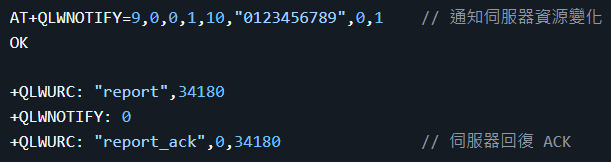 AT+QLWNOTIFY=9,0,0,1,10,"0123456789",0,1    // 通知伺服器資源變化
OK

+QLWURC: "report",34180
+QLWNOTIFY: 0
+QLWURC: "report_ack",0,34180               // 伺服器回復 ACK